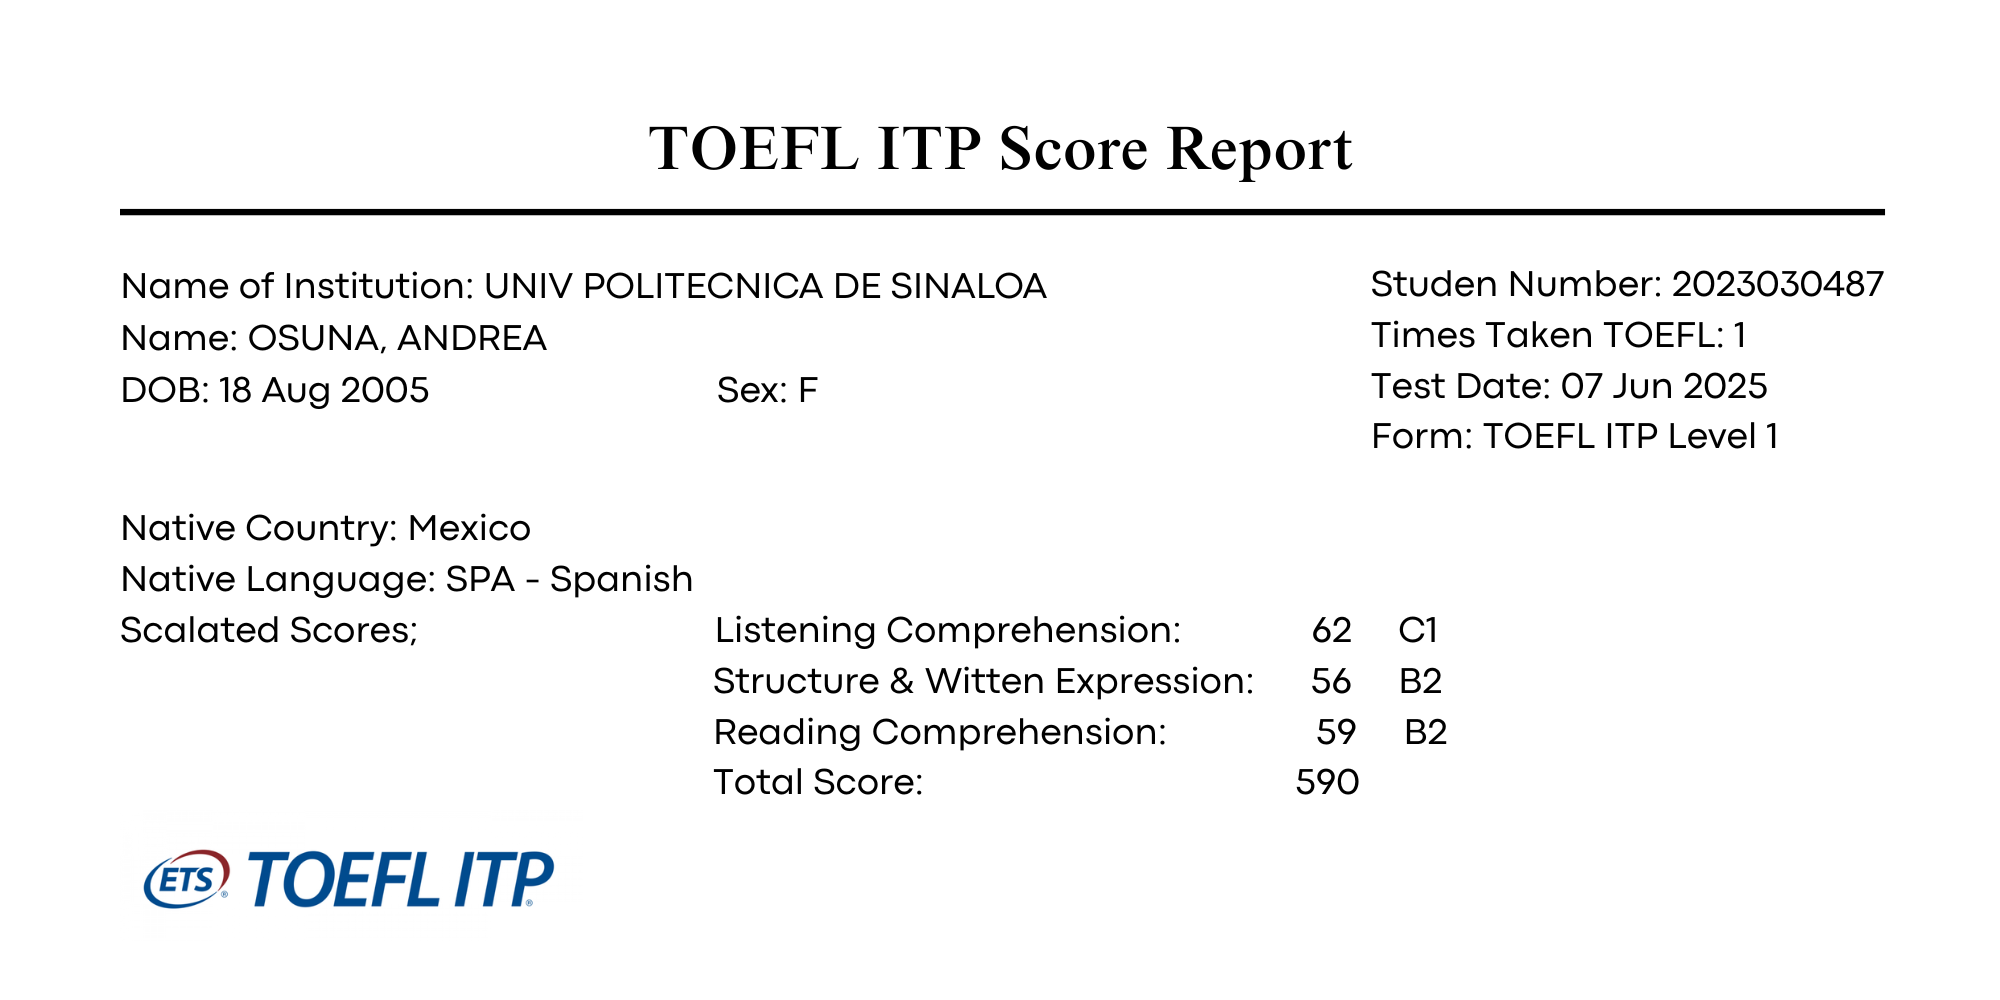 TOEFL ITP Score Report
Name of Institution: UNIV POLITECNICA DE SINALOA
Name: OSUNA, ANDREA
DOB: 18 Aug 2005 Sex: F
Studen Number: 2023030487
Times Taken TOEFL: 1
Test Date: 07 Jun 2025
Form: TOEFL ITP Level 1
Native Country: Mexico
Native Language: SPA - Spanish
Scalated Scores; Listening Comprehension: 62 C1
Structure & Witten Expression: 56 B2
Reading Comprehension: 59 B2
Total Score: 590
ETS® TOEFL ITP®